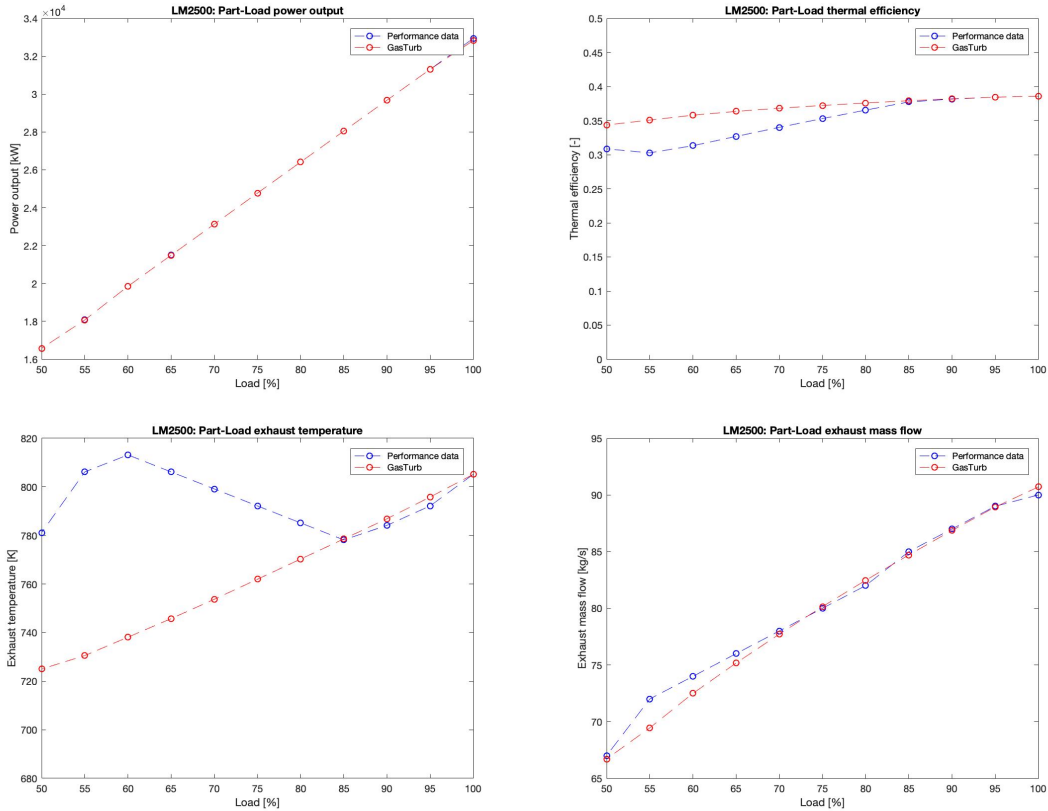 LM2500: Part-Load power output
× 10⁴
3.4
3.2
3
2.8
2.6
2.4
2.2
2
1.8
1.6
Power output [kW]
Performance data
GasTurb
50 55 60 65 70 75 80 85 90 95 100
Load [%]
LM2500: Part-Load thermal efficiency
0.5
0.45
0.4
0.35
0.3
0.25
0.2
0.15
0.1
0.05
0
Thermal efficiency [-]
Performance data
GasTurb
50 55 60 65 70 75 80 85 90 95 100
Load [%]
LM2500: Part-Load exhaust temperature
820
800
780
760
740
720
700
680
Exhaust temperature [K]
Performance data
GasTurb
50 55 60 65 70 75 80 85 90 95 100
Load [%]
LM2500: Part-Load exhaust mass flow
95
90
85
80
75
70
65
Exhaust mass flow [kg/s]
Performance data
GasTurb
50 55 60 65 70 75 80 85 90 95 100
Load [%]